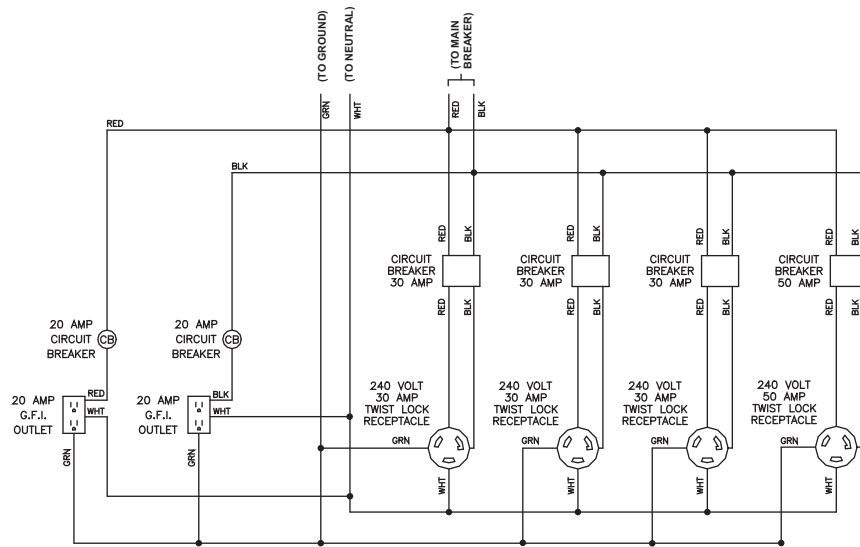 (TO GROUND)
(TO NEUTRAL)
(TO MAIN
BREAKER)
GRN
WHT
RED
BLK
RED
BLK
RED
BLK
RED
BLK
RED
BLK
RED
BLK
CIRCUIT
BREAKER
30 AMP
CIRCUIT
BREAKER
30 AMP
CIRCUIT
BREAKER
30 AMP
CIRCUIT
BREAKER
50 AMP
RED
BLK
RED
BLK
RED
BLK
RED
BLK
20 AMP
CIRCUIT
BREAKER
CB
20 AMP
CIRCUIT
BREAKER
CB
20 AMP
G.F.I.
OUTLET
RED
WHT
GRN
20 AMP
G.F.I.
OUTLET
BLK
WHT
GRN
240 VOLT
30 AMP
TWIST LOCK
RECEPTACLE
GRN
WHT
240 VOLT
30 AMP
TWIST LOCK
RECEPTACLE
GRN
WHT
240 VOLT
30 AMP
TWIST LOCK
RECEPTACLE
GRN
WHT
240 VOLT
50 AMP
TWIST LOCK
RECEPTACLE
GRN
WHT